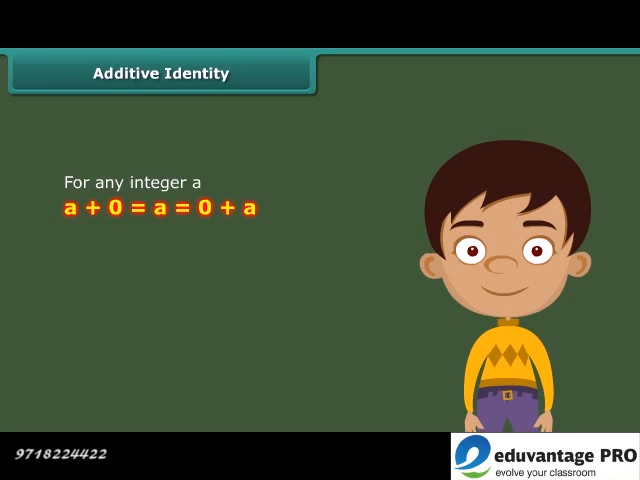 Additive Identity
For any integer a
a + 0 = a = 0 + a
9718224422
eduvantage PRO
evolve your classroom